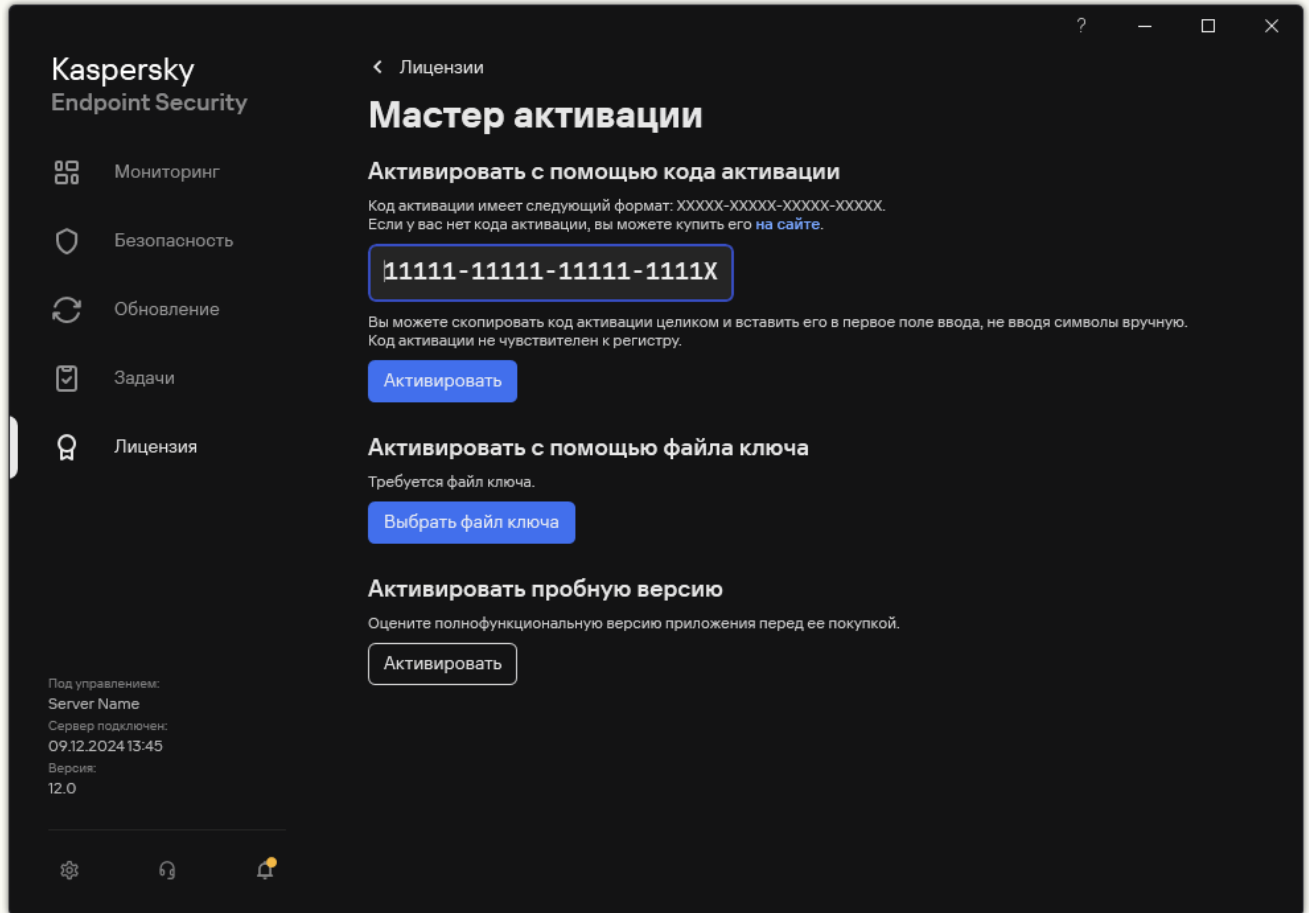 ?
Kaspersky
Endpoint Security
Мониторинг
Безопасность
Обновление
Задачи
Лицензия
Под управлением:
Server Name
Сервер подключен:
09.12.2024 13:45
Версия:
12.0
Лицензии
Мастер активации
Активировать с помощью кода активации
Код активации имеет следующий формат: XXXXX-XXXXX-XXXXX-XXXXX.
Если у вас нет кода активации, вы можете купить его на сайте.
11111-11111-11111-1111X
Вы можете скопировать код активации целиком и вставить его в первое поле ввода, не вводя символы вручную.
Код активации не чувствителен к регистру.
Активировать
Активировать с помощью файла ключа
Требуется файл ключа.
Выбрать файл ключа
Активировать пробную версию
Оцените полнофункциональную версию приложения перед ее покупкой.
Активировать